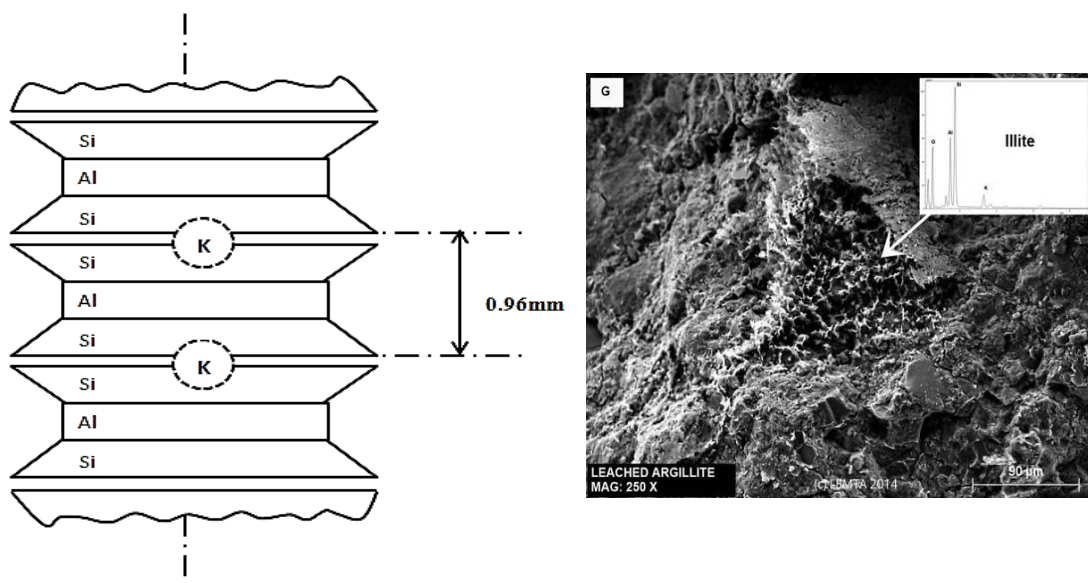 Si
Al
Si
K
Si
Al
Si
0.96mm
K
Si
Al
Si
G
Si
Al
O
K
Illite
LEACHED ARGILLITE
MAG: 250 X
(c) EBMTA 2014
90 µm